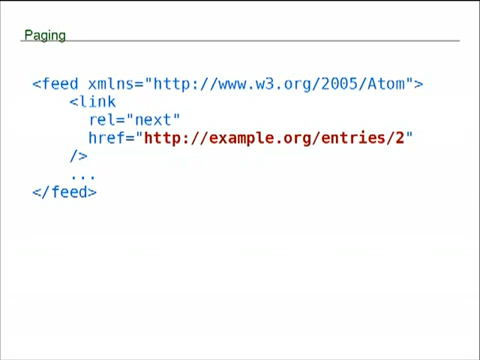 Paging
<feed xmlns="http://www.w3.org/2005/Atom">
<link
rel="next"
href="http://example.org/entries/2"
/>
...
</feed>